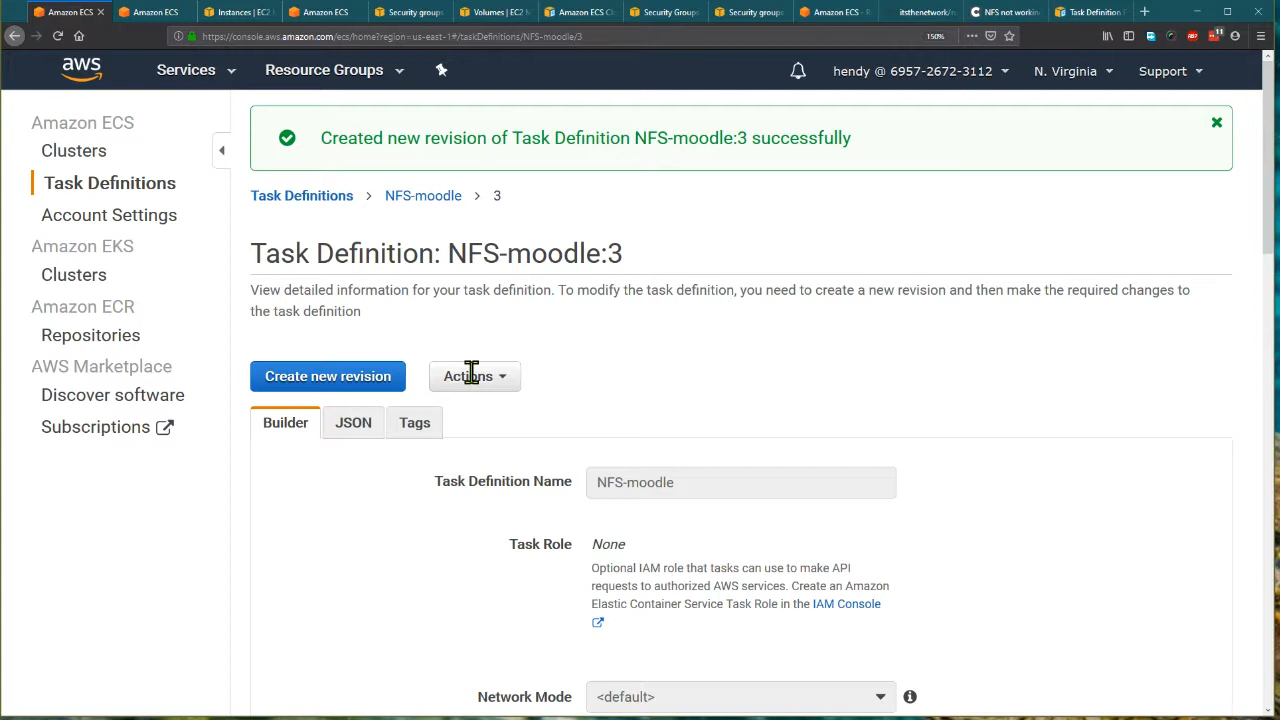 Amazon ECS
Amazon ECS
Instances | EC2
Amazon ECS
Security groups
Volumes | EC2 M
Amazon ECS Cl
Security Group
Security groups
Amazon ECS - R
itsthenetwork/n
NFS not workin
Task Definition
https://console.aws.amazon.com/ecs/home?region=us-east-1#/taskDefinitions/NFS-moodle/3
150%
11
aws
Services
Resource Groups
hendy @ 6957-2672-3112
N. Virginia
Support
Amazon ECS
Clusters
Task Definitions
Account Settings
Amazon EKS
Clusters
Amazon ECR
Repositories
AWS Marketplace
Discover software
Subscriptions
Created new revision of Task Definition NFS-moodle:3 successfully
Task Definitions > NFS-moodle > 3
Task Definition: NFS-moodle:3
View detailed information for your task definition. To modify the task definition, you need to create a new revision and then make the required changes to
the task definition
Create new revision
Actions
Builder
JSON
Tags
Task Definition Name
NFS-moodle
Task Role
None
Optional IAM role that tasks can use to make API
requests to authorized AWS services. Create an Amazon
Elastic Container Service Task Role in the IAM Console
Network Mode
<default>